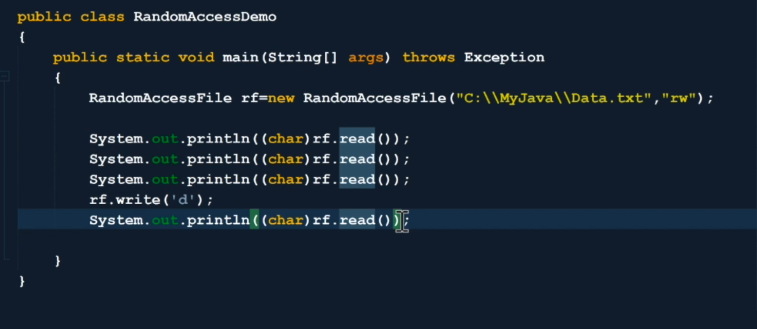 public class RandomAccessDemo
{
    public static void main(String[] args) throws Exception
    {
        RandomAccessFile rf=new RandomAccessFile("C:\\MyJava\\Data.txt","rw");

        System.out.println((char)rf.read());
        System.out.println((char)rf.read());
        System.out.println((char)rf.read());
        rf.write('d');
        System.out.println((char)rf.read());

    }
}